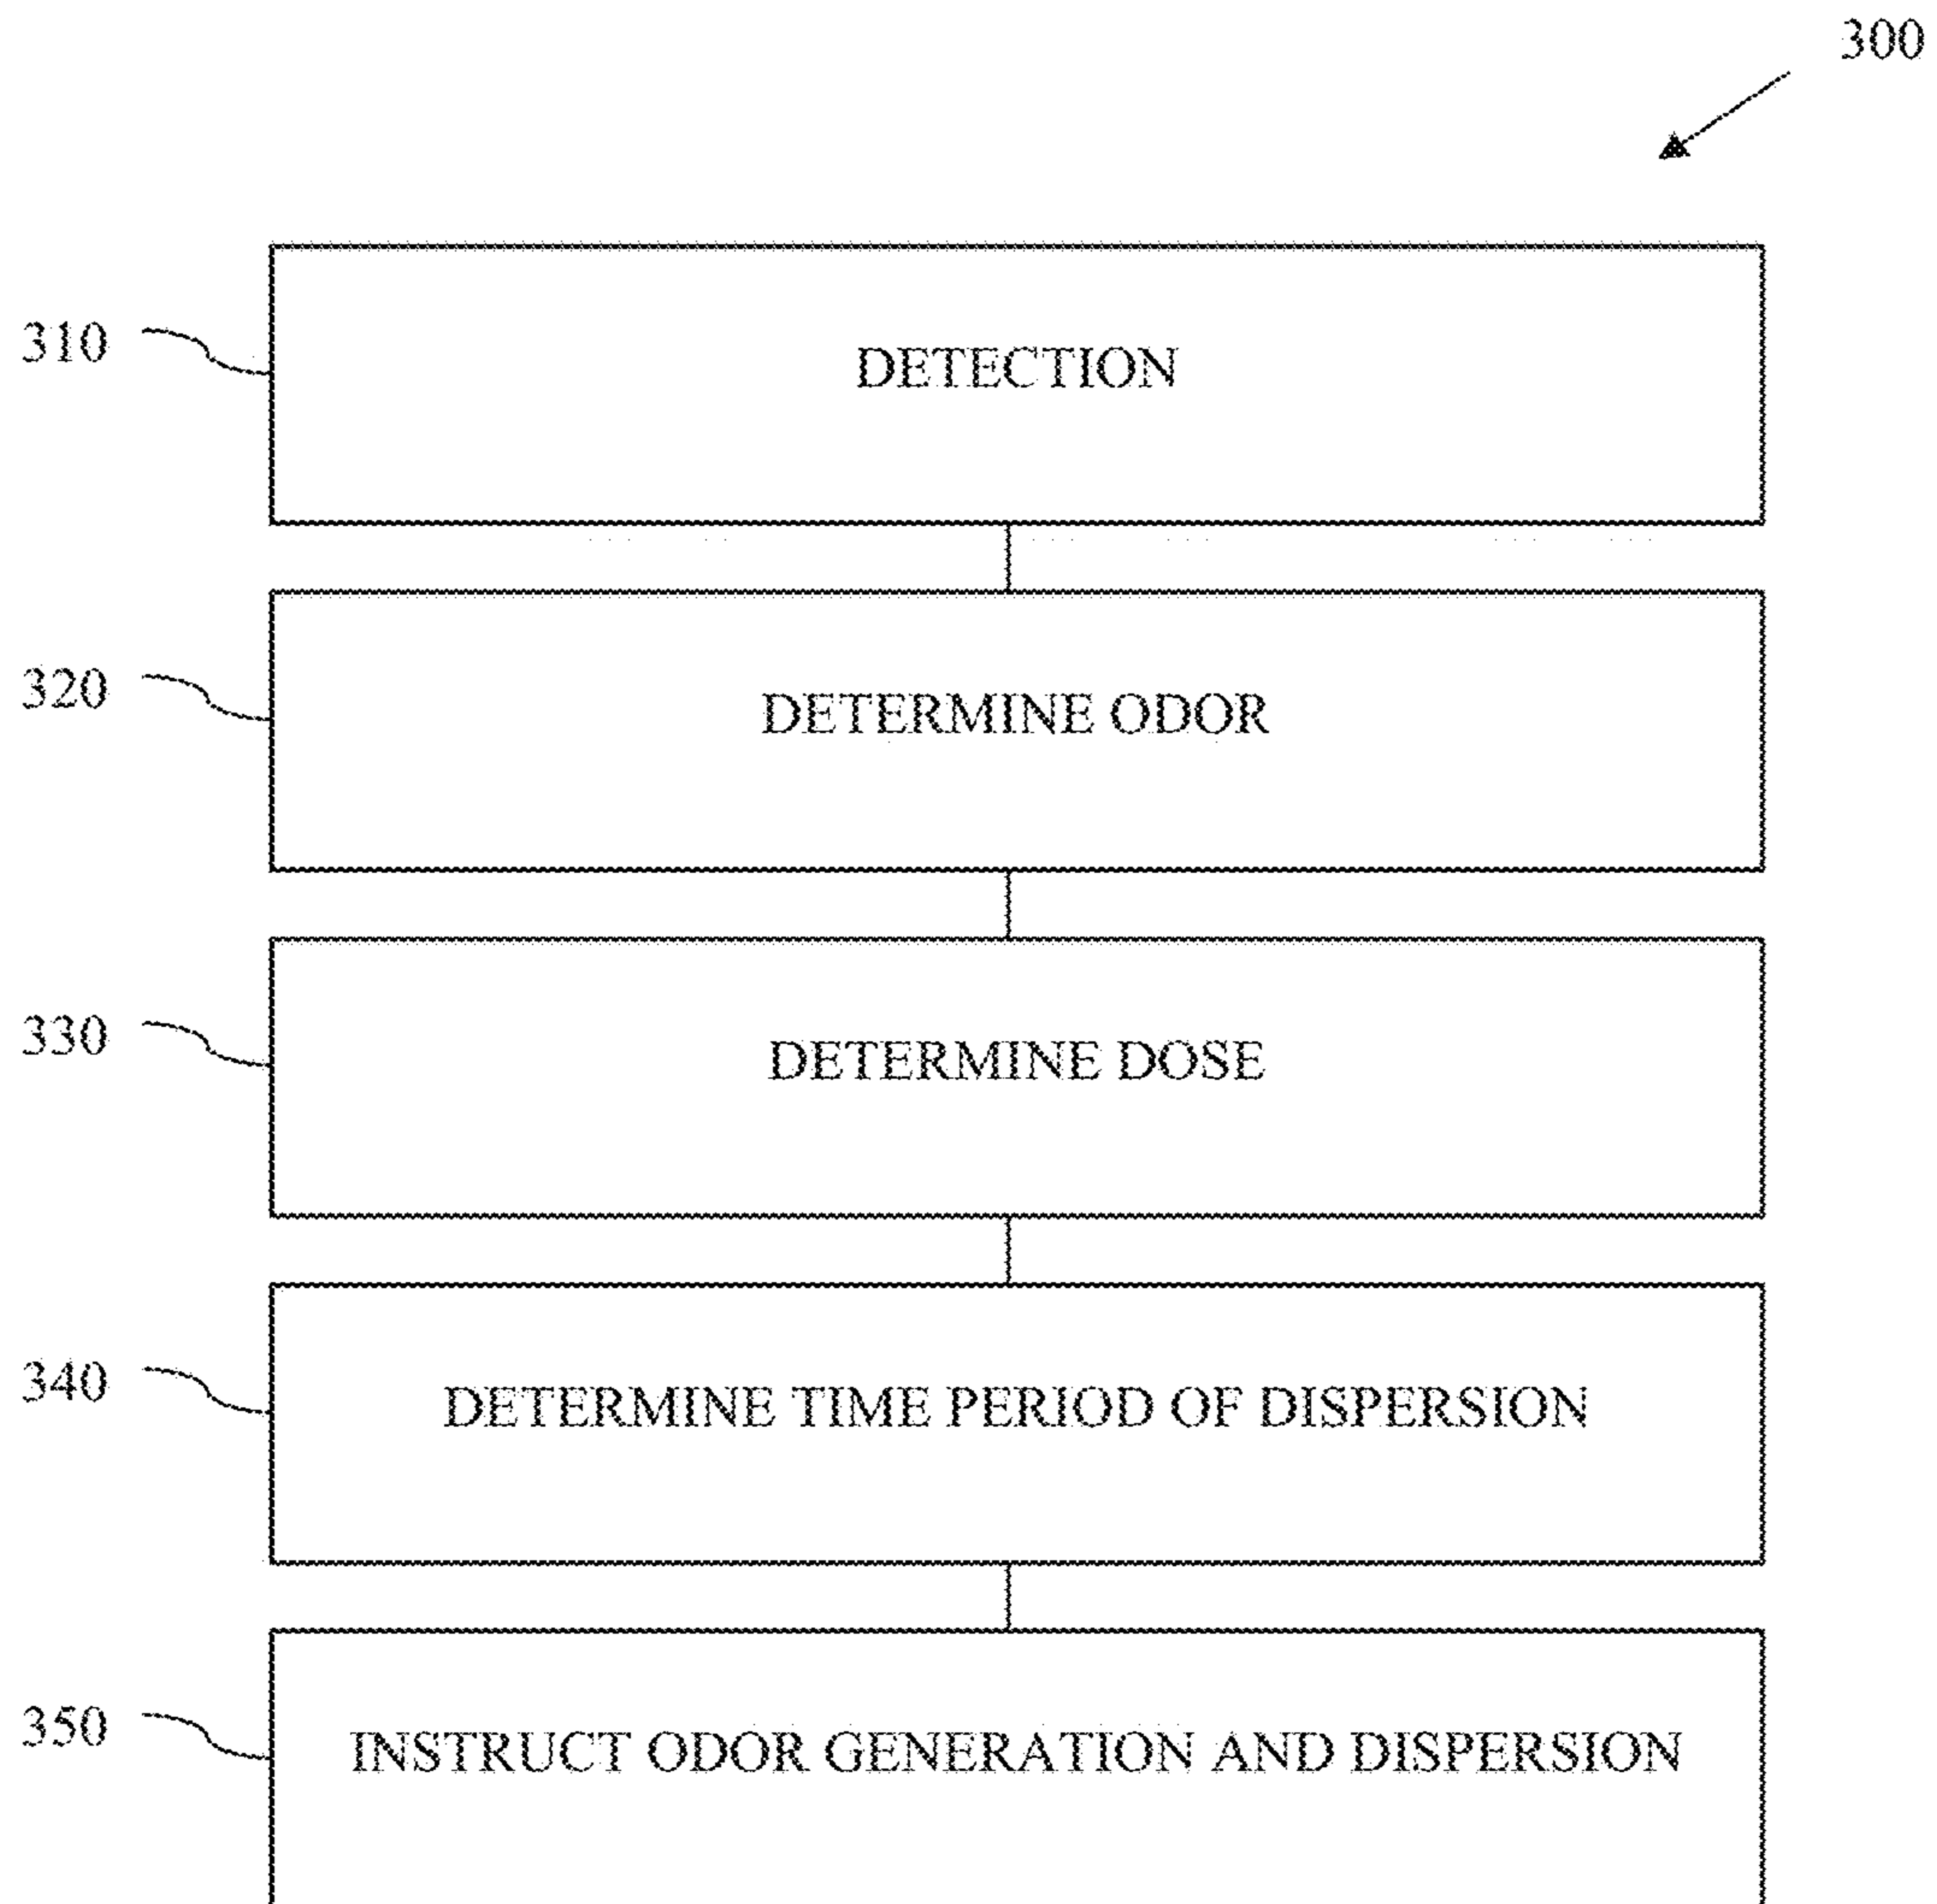 300
310
DETECTION
320
DETERMINE ODOR
330
DETERMINE DOSE
340
DETERMINE TIME PERIOD OF DISPERSION
350
INSTRUCT ODOR GENERATION AND DISPERSION